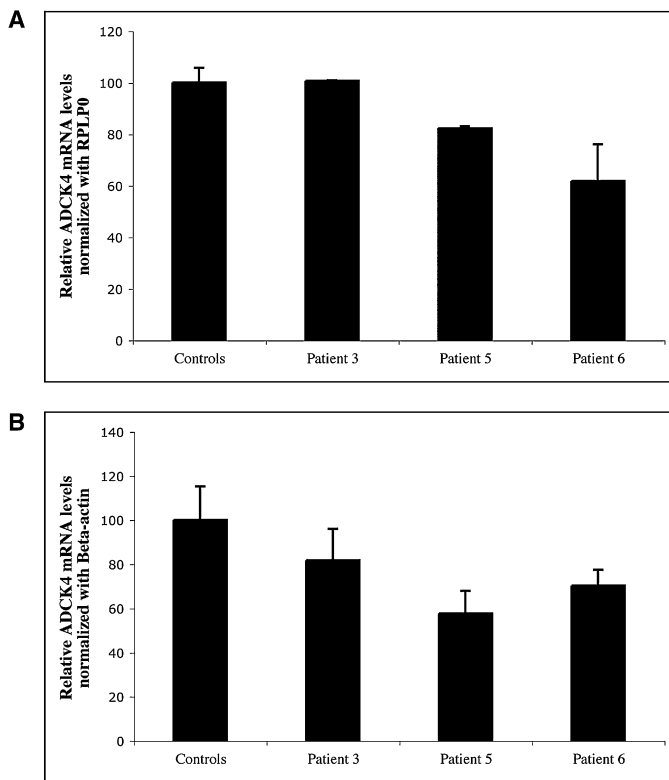 A
Relative ADCK4 mRNA levels
normalized with RPLP0
120
100
80
60
40
20
0
Controls Patient 3 Patient 5 Patient 6
B
Relative ADCK4 mRNA levels
normalized with Beta-actin
140
120
100
80
60
40
20
0
Controls Patient 3 Patient 5 Patient 6